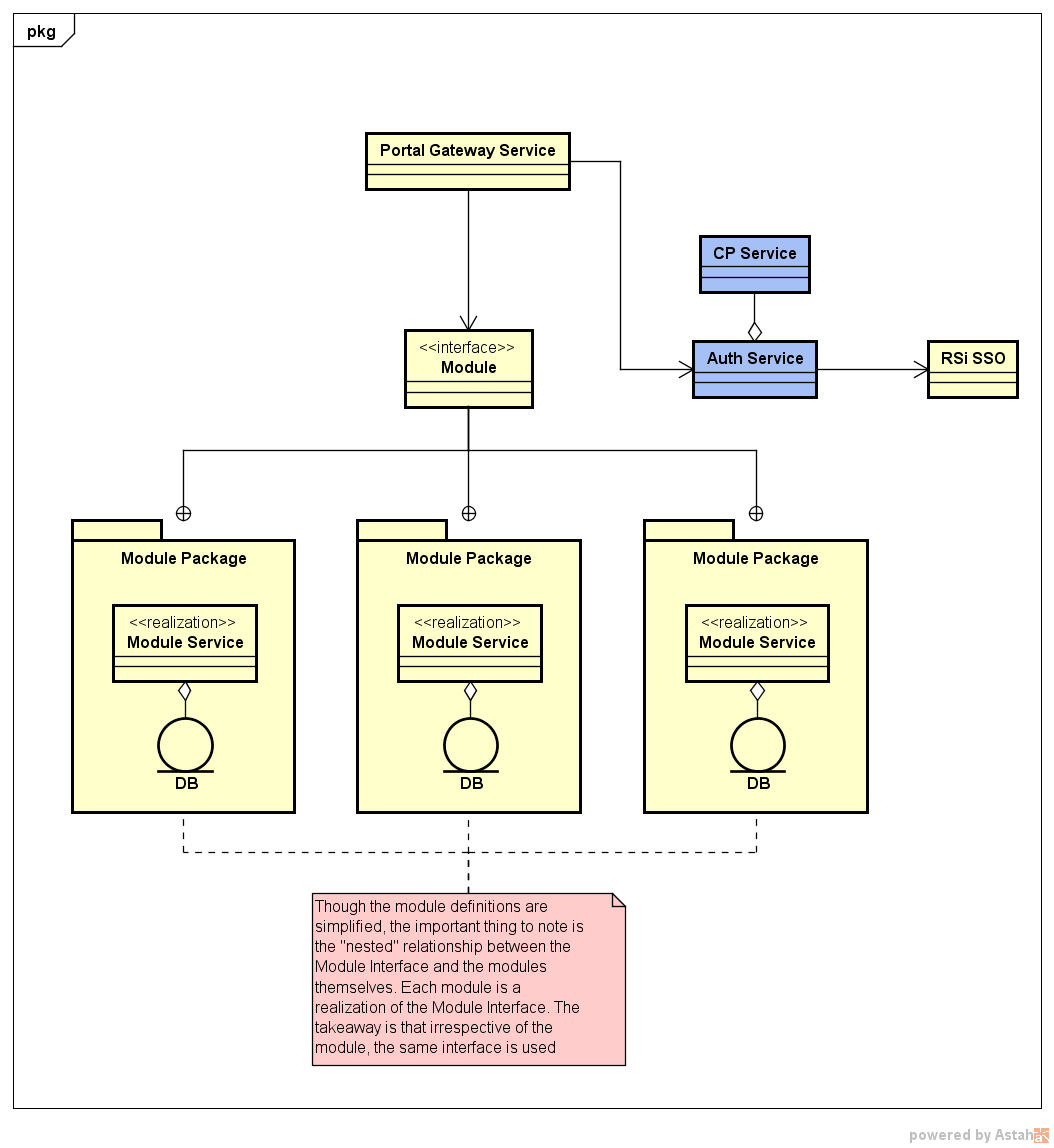 pkg
Portal Gateway Service
CP Service
<<interface>>
Module
Auth Service
RSi SSO
Module Package
<<realization>>
Module Service
DB
Module Package
<<realization>>
Module Service
DB
Module Package
<<realization>>
Module Service
DB
Though the module definitions are
simplified, the important thing to note is
the "nested" relationship between the
Module Interface and the modules
themselves. Each module is a
realization of the Module Interface. The
takeaway is that irrespective of the
module, the same interface is used
powered by Astah